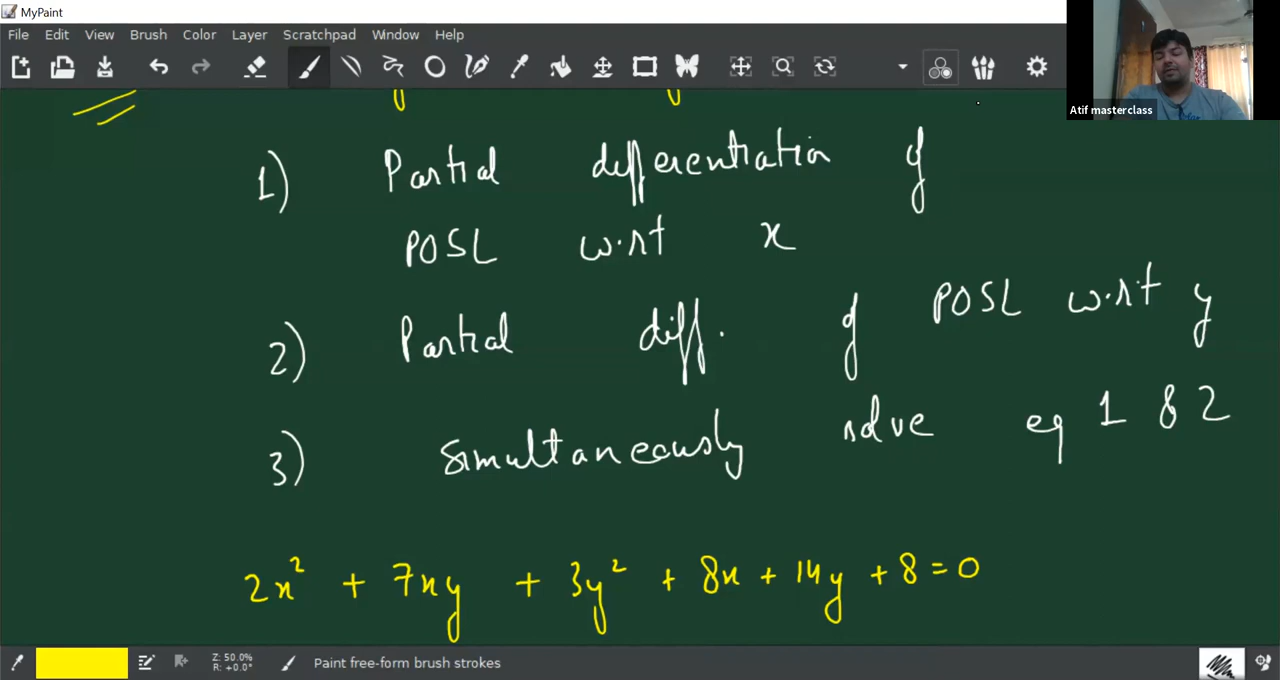 MyPaint
File Edit View Brush Color Layer Scratchpad Window Help
Atif masterclass
1) Partial differentiation of
POSL w.r.t x
2) Partial diff. of POSL w.r.t y
3) Simultaneously solve eq 1 & 2
2x² + 7xy + 3y² + 8x + 14y + 8 = 0
Z: 50.0%
R: +0.0°
Paint free-form brush strokes